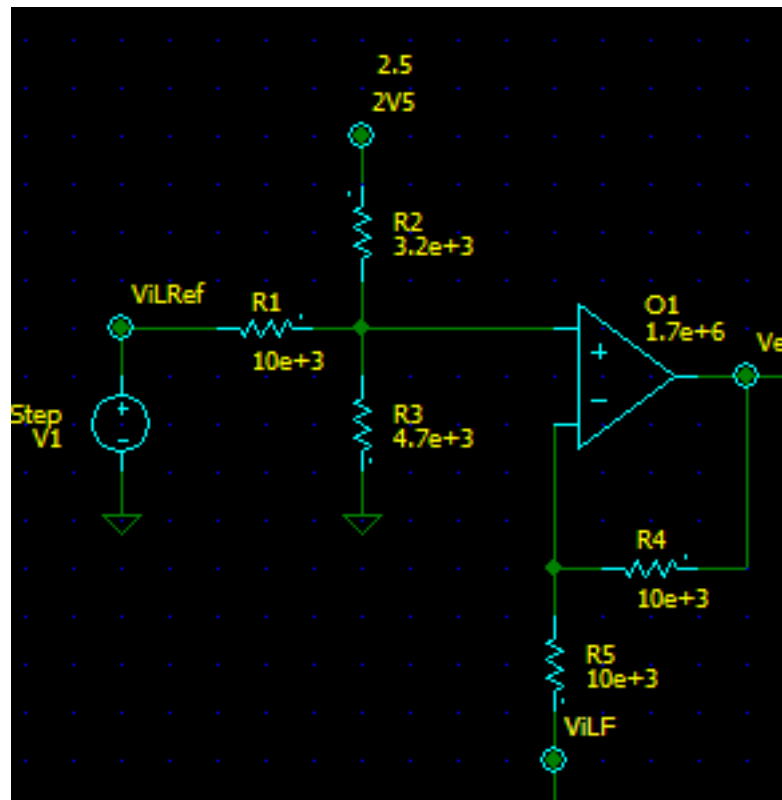 2.5
2V5
R2
3.2e+3
ViLRef
R1
10e+3
O1
1.7e+6
Ve
+
−
Step
V1
+
−
R3
4.7e+3
R4
10e+3
R5
10e+3
ViLF